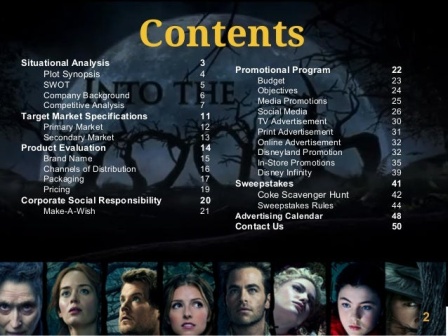 Contents
Situational Analysis 3
Plot Synopsis 4
SWOT 5
Company Background 6
Competitive Analysis 7
Target Market Specifications 11
Primary Market 12
Secondary Market 13
Product Evaluation 14
Brand Name 15
Channels of Distribution 16
Packaging 17
Pricing 19
Corporate Social Responsibility 20
Make-A-Wish 21
Promotional Program 22
Budget 23
Objectives 24
Media Promotions 25
Social Media 26
TV Advertisement 30
Print Advertisement 31
Online Advertisement 32
Disneyland Promotion 32
In-Store Promotions 35
Disney Infinity 39
Sweepstakes 41
Coke Scavenger Hunt 42
Sweepstakes Rules 44
Advertising Calendar 48
Contact Us 50
INTO THE
2